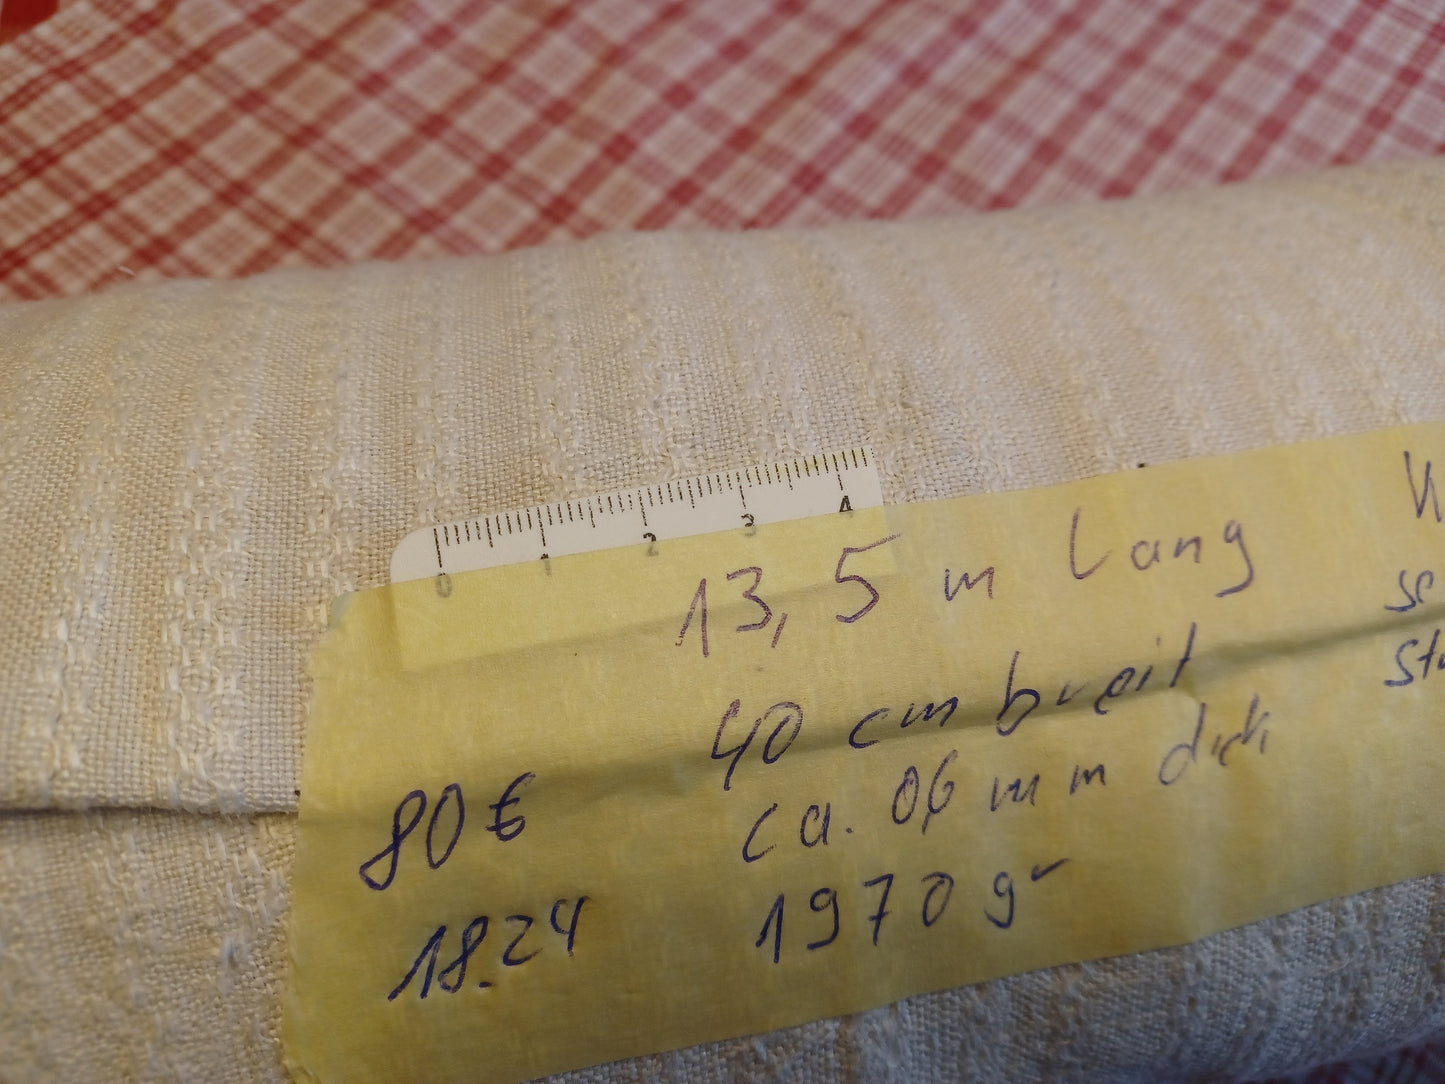 0 1 2 3 4
13,5 m lang
40 cm breit
ca. 0,6 mm dick
1970 gr
80 €
18.24